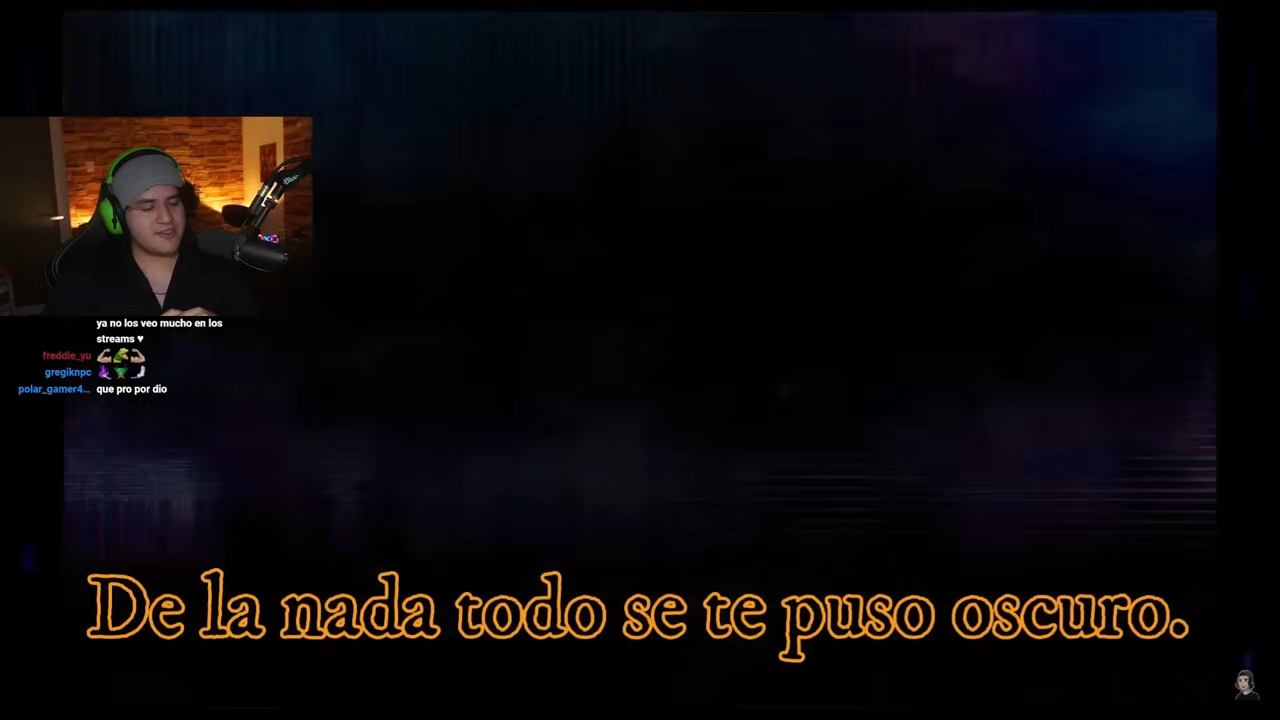 ya no los veo mucho en los
streams ♥
freddie_yu
gregiknpc
polar_gamer4... que pro por dio
De la nada todo se te puso oscuro.